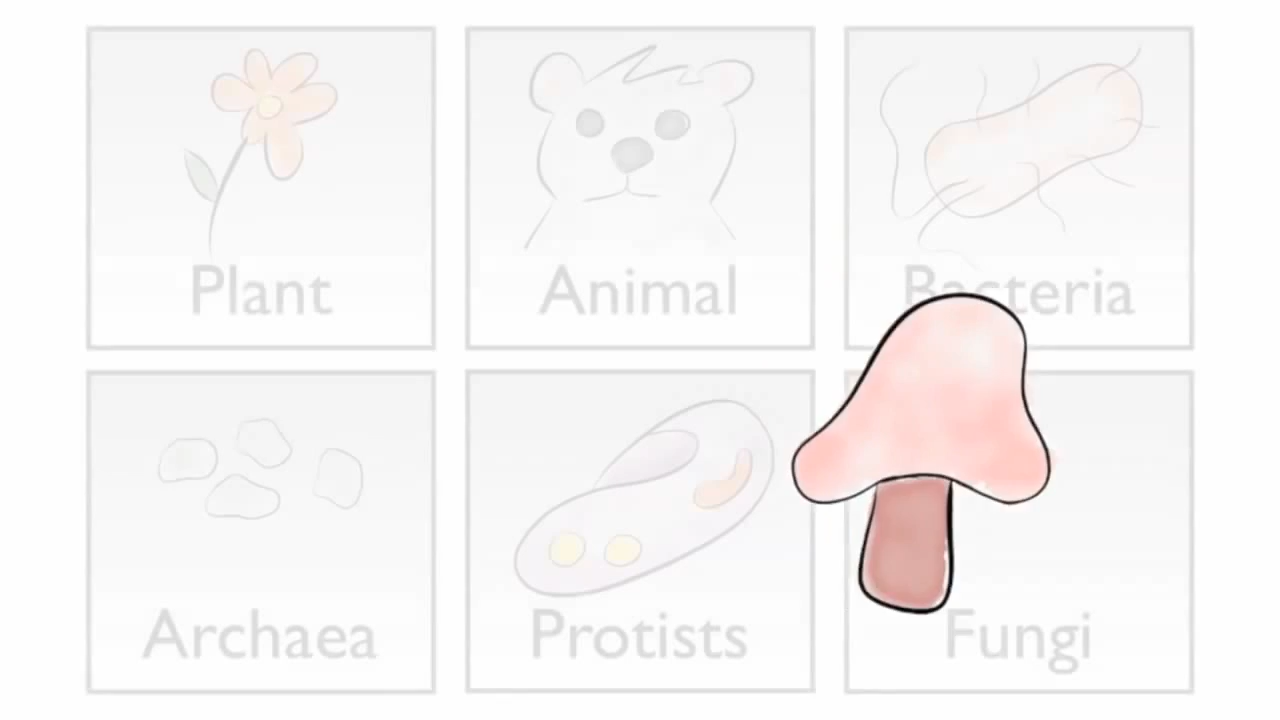 Plant
Animal
Bacteria
Archaea
Protists
Fungi